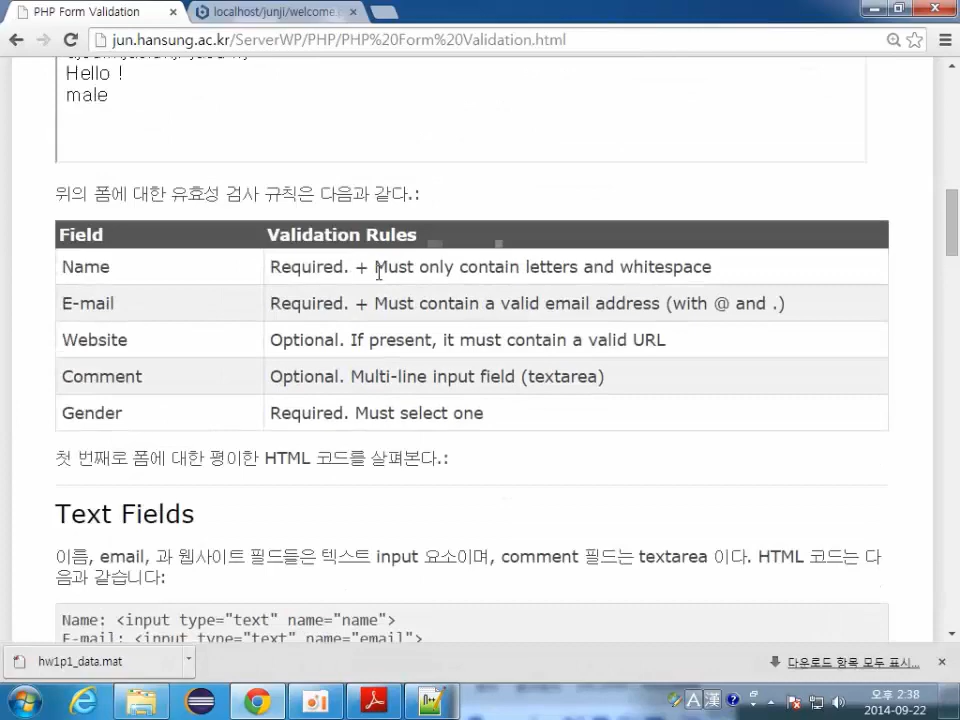 PHP Form Validation
localhost/junji/welcome.
jun.hansung.ac.kr/ServerWP/PHP/PHP%20Form%20Validation.html
Hello !
male
위의 폼에 대한 유효성 검사 규칙은 다음과 같다.:
Field Validation Rules
Name Required. + Must only contain letters and whitespace
E-mail Required. + Must contain a valid email address (with @ and .)
Website Optional. If present, it must contain a valid URL
Comment Optional. Multi-line input field (textarea)
Gender Required. Must select one
첫 번째로 폼에 대한 평이한 HTML 코드를 살펴본다.:
Text Fields
이름, email, 과 웹사이트 필드들은 텍스트 input 요소이며, comment 필드는 textarea 이다. HTML 코드는 다
음과 같습니다:
Name: <input type="text" name="name">
E-mail: <input type="text" name="email">
hw1p1_data.mat
다운로드 항목 모두 표시...
A 漢
오후 2:38
2014-09-22